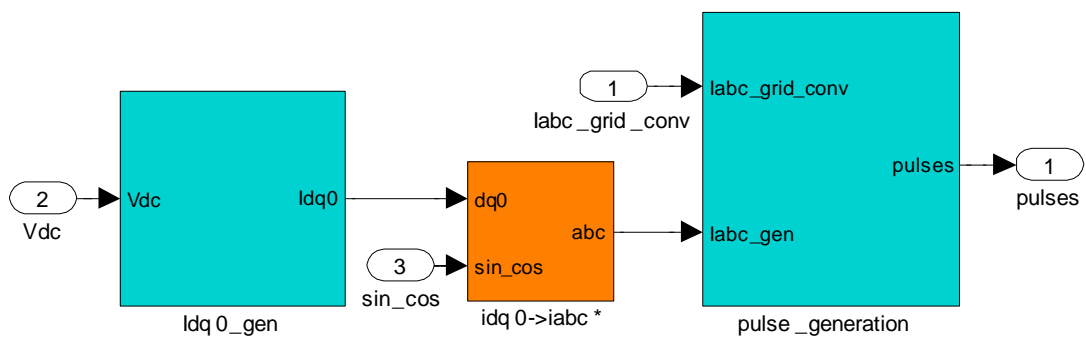 1
Iabc_grid_conv
Iabc _grid _conv
pulses
1
pulses
2
Vdc
Vdc
Idq0
dq0
abc
Iabc_gen
3
sin_cos
sin_cos
Idq 0_gen
idq 0->iabc *
pulse _generation